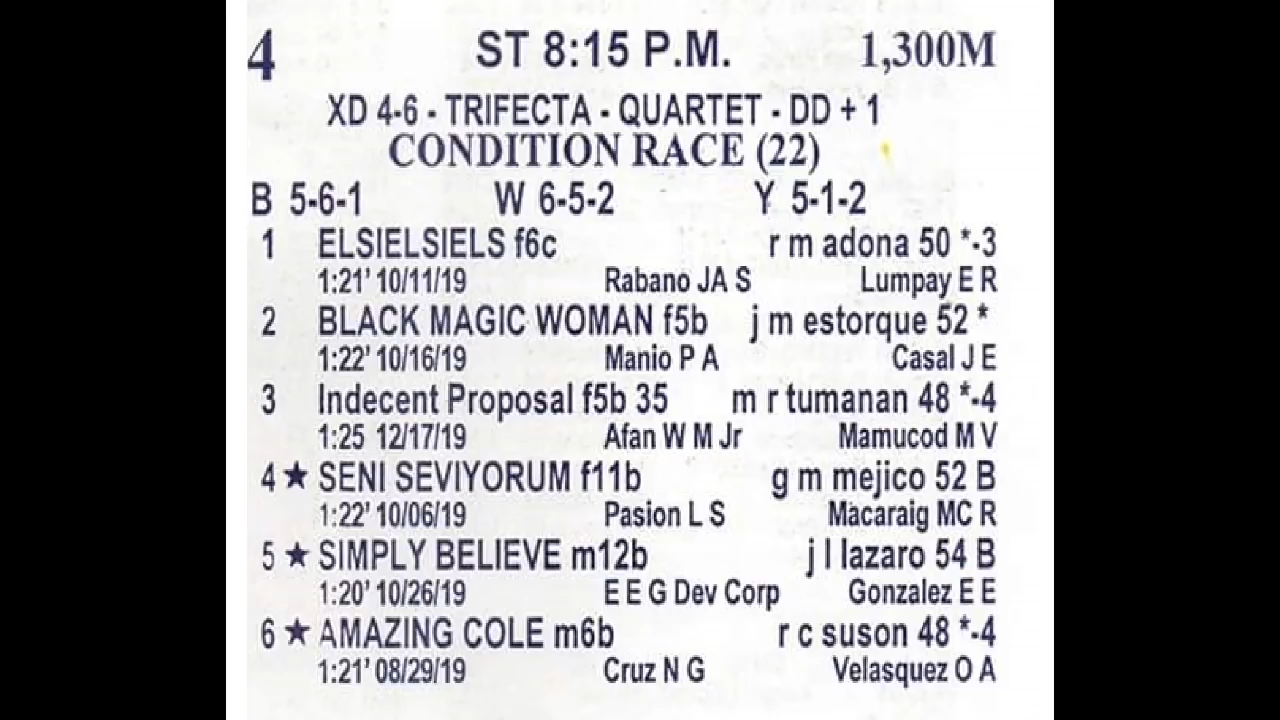 4 ST 8:15 P.M. 1,300M
XD 4-6 - TRIFECTA - QUARTET - DD + 1
CONDITION RACE (22)
B 5-6-1 W 6-5-2 Y 5-1-2
1 ELSIELSIELS f6c r m adona 50 *-3
1:21' 10/11/19 Rabano JA S Lumpay E R
2 BLACK MAGIC WOMAN f5b j m estorque 52 *
1:22' 10/16/19 Manio P A Casal J E
3 Indecent Proposal f5b 35 m r tumanan 48 *-4
1:25 12/17/19 Afan W M Jr Mamucod M V
4 ★ SENI SEVIYORUM f11b g m mejico 52 B
1:22' 10/06/19 Pasion L S Macaraig MC R
5 ★ SIMPLY BELIEVE m12b j l lazaro 54 B
1:20' 10/26/19 E E G Dev Corp Gonzalez E E
6 ★ AMAZING COLE m6b r c suson 48 *-4
1:21' 08/29/19 Cruz N G Velasquez O A